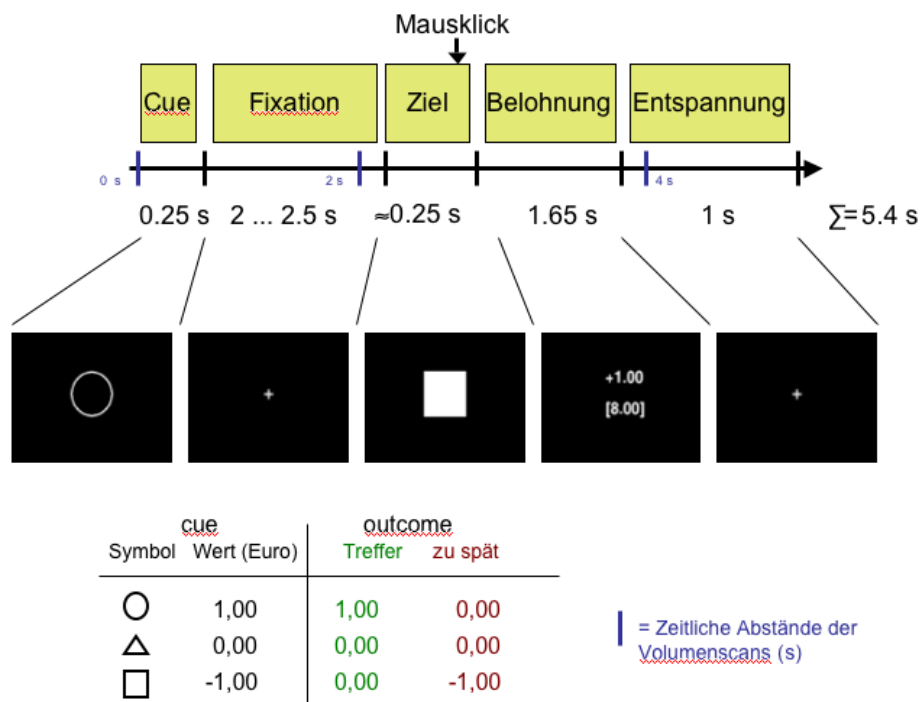 Mausklick
Cue Fixation Ziel Belohnung Entspannung
0 s 2 s 4 s
0.25 s 2 ... 2.5 s ≈0.25 s 1.65 s 1 s ∑=5.4 s
+1.00
[8.00]
cue outcome
Symbol Wert (Euro) Treffer zu spät
1,00 1,00 0,00
0,00 0,00 0,00
-1,00 0,00 -1,00
= Zeitliche Abstände der
Volumenscans (s)